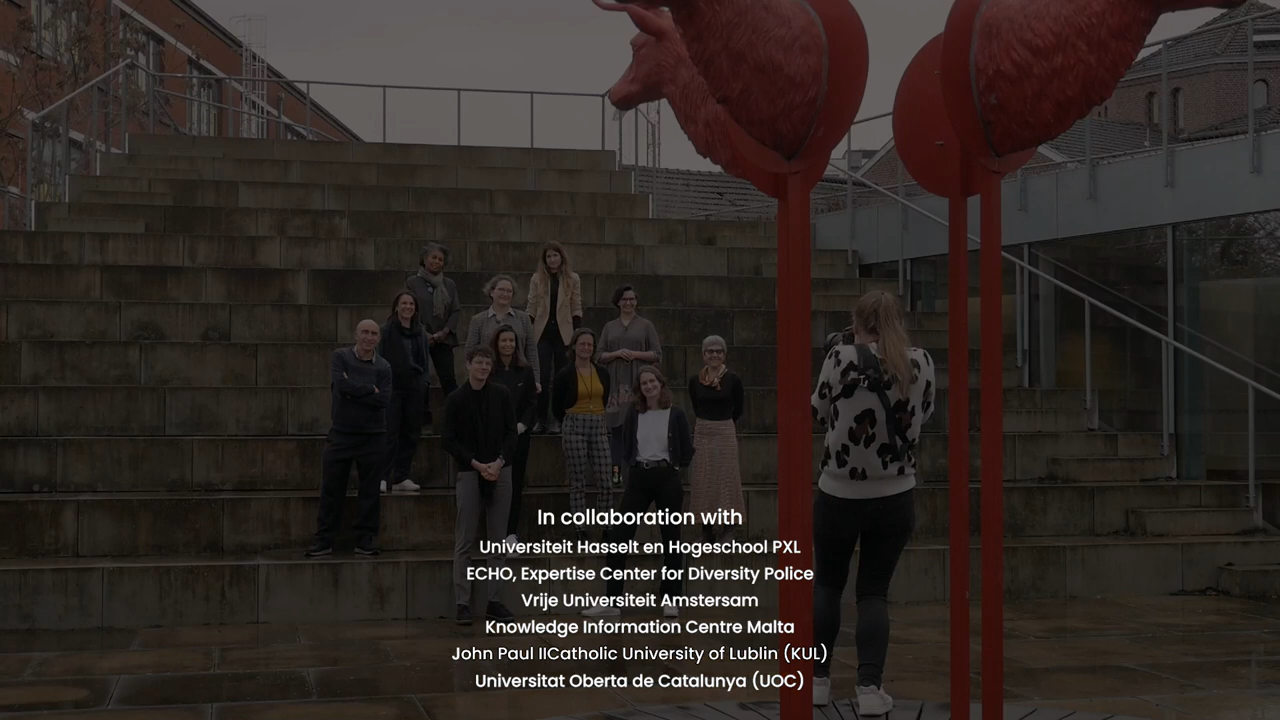 In collaboration with
Universiteit Hasselt en Hogeschool PXL
ECHO, Expertise Center for Diversity Police
Vrije Universiteit Amstersam
Knowledge Information Centre Malta
John Paul IICatholic University of Lublin (KUL)
Universitat Oberta de Catalunya (UOC)